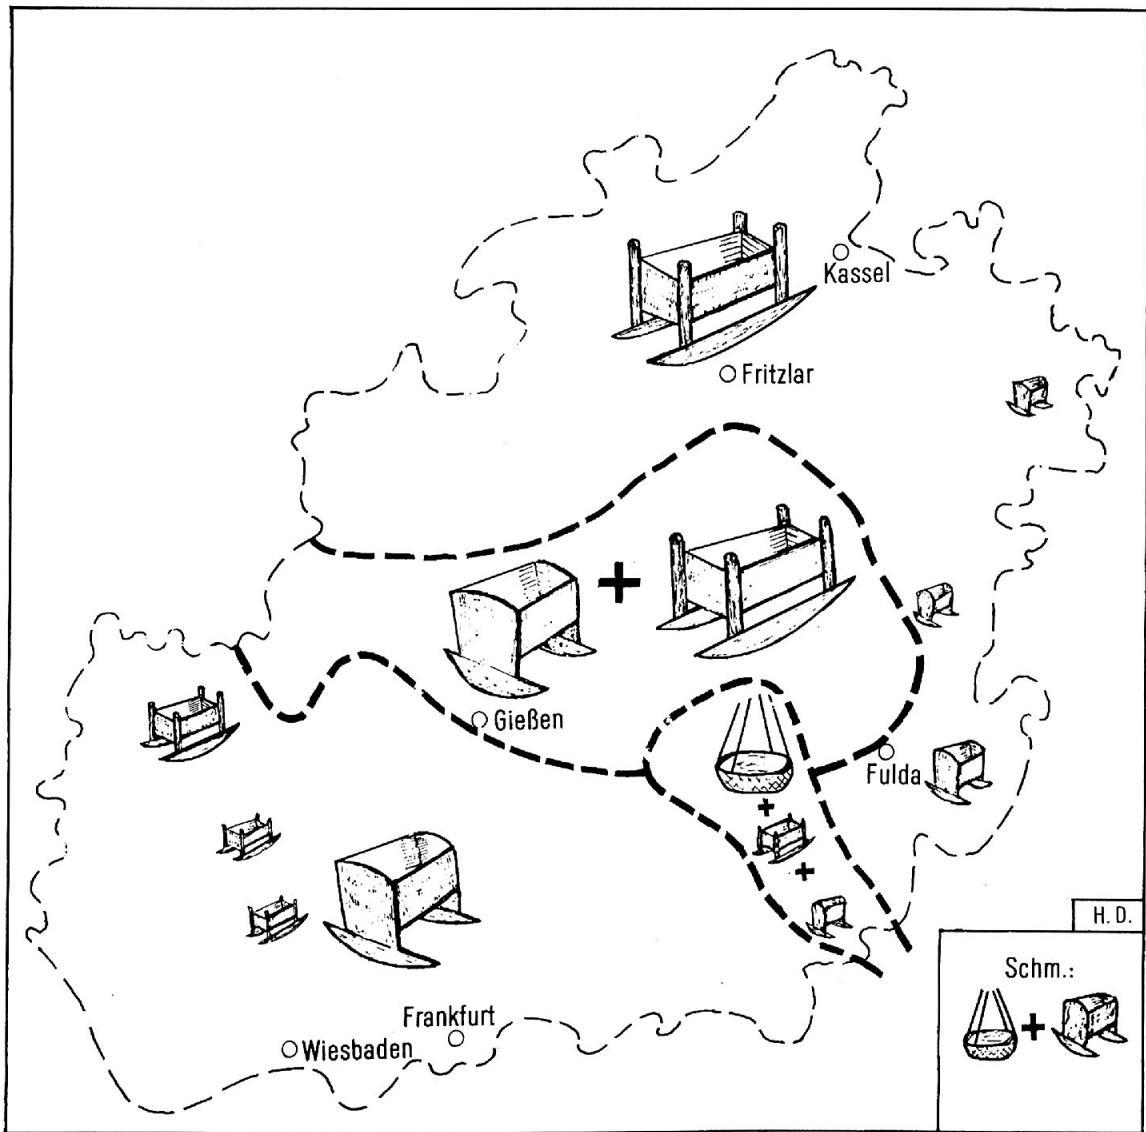 Kassel
Fritzlar
Gießen
Fulda
H. D.
Schm.:
Frankfurt
Wiesbaden